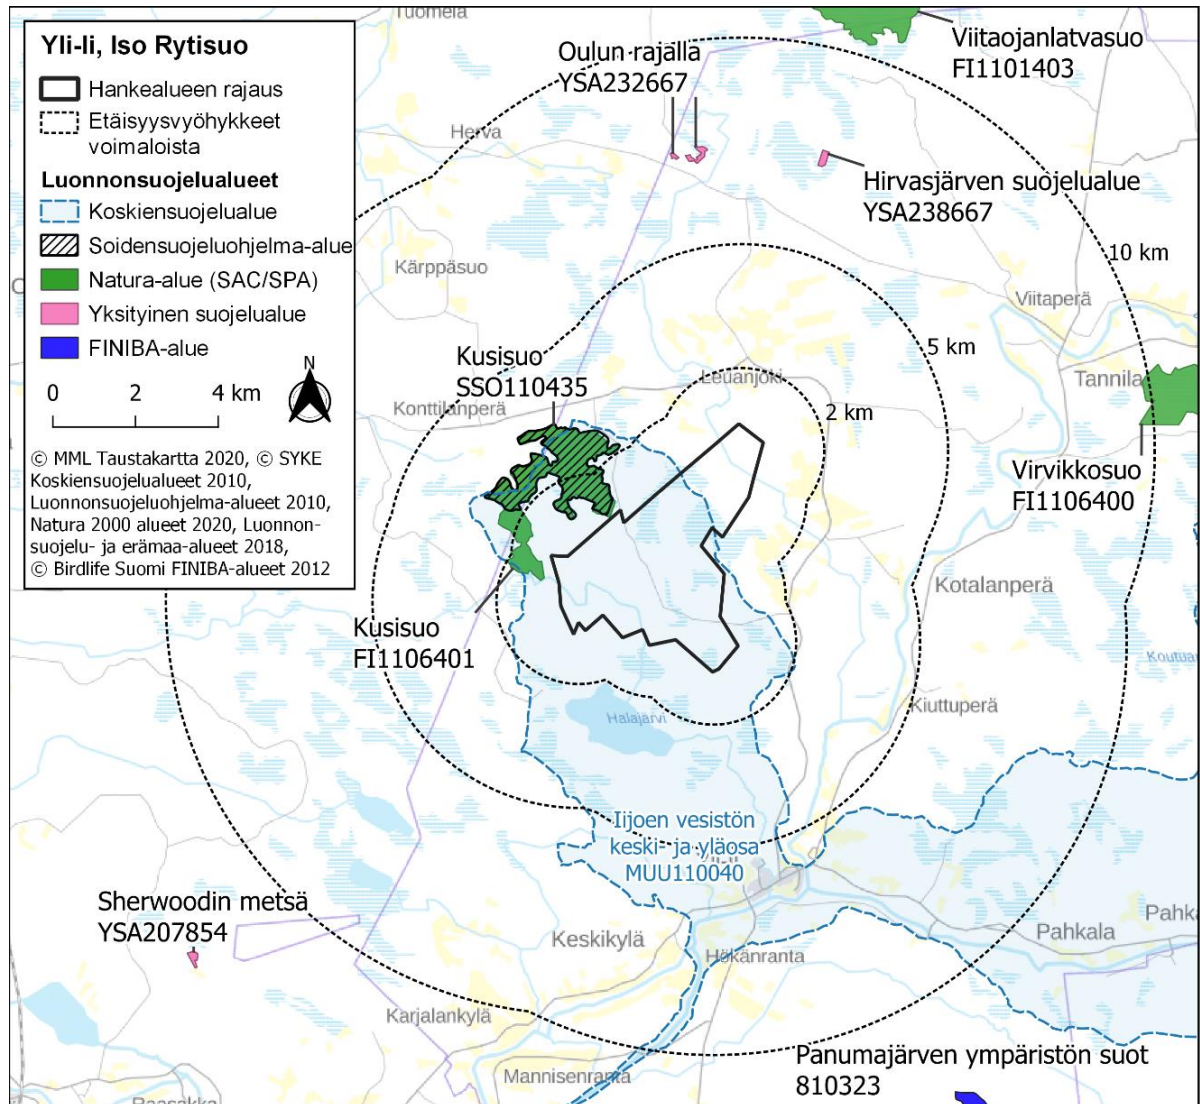 Yli-Ii, Iso Rytisuo
Hankealueen rajaus
Etäisyysvyöhykkeet
voimaloista
Luonnonsuojelualueet
Koskiensuojelualue
Soidensuojeluohjelma-alue
Natura-alue (SAC/SPA)
Yksityinen suojelualue
FINIBA-alue
N
0 2 4 km
© MML Taustakartta 2020, © SYKE
Koskiensuojelualueet 2010,
Luonnonsuojeluohjelma-alueet 2010,
Natura 2000 alueet 2020, Luonnon-
suojelu- ja erämaa-alueet 2018,
© Birdlife Suomi FINIBA-alueet 2012
Tuomela
Oulun rajalla
YSA232667
Viitaojanlatvasuo
FI1101403
Herva
Hirvasjärven suojelualue
YSA238667
Kärppäsuo
10 km
Viitaperä
5 km
Kusisuo
SSO110435
Leuanjoki
Tannila
Konttilanperä
2 km
Virvikkosuo
FI1106400
Kotalanperä
Kusisuo
FI1106401
Koutua
Kiuttuperä
Halajärvi
Iijoen vesistön
keski- ja yläosa
MUU110040
Sherwoodin metsä
YSA207854
Keskikylä
Pahk
Pahkala
Hökänranta
Karjalankylä
Panumajärven ympäristön suot
810323
Mannisenranta